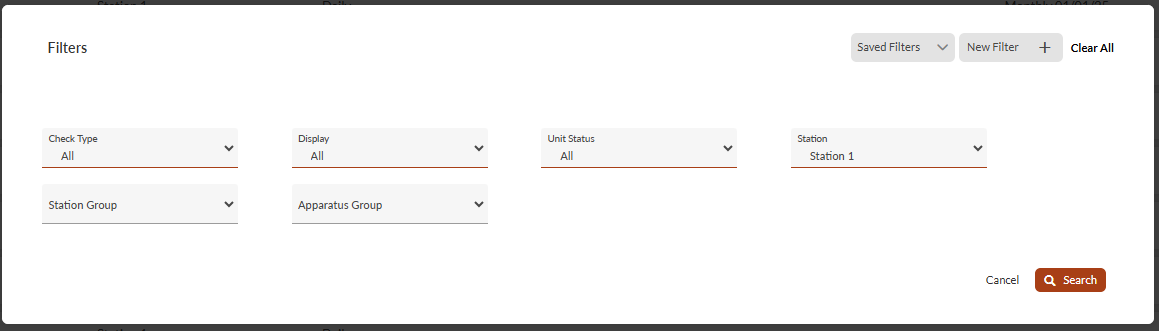 Filters
Saved Filters
New Filter
Clear All
Check Type
All
Display
All
Unit Status
All
Station
Station 1
Station Group
Apparatus Group
Cancel
Search